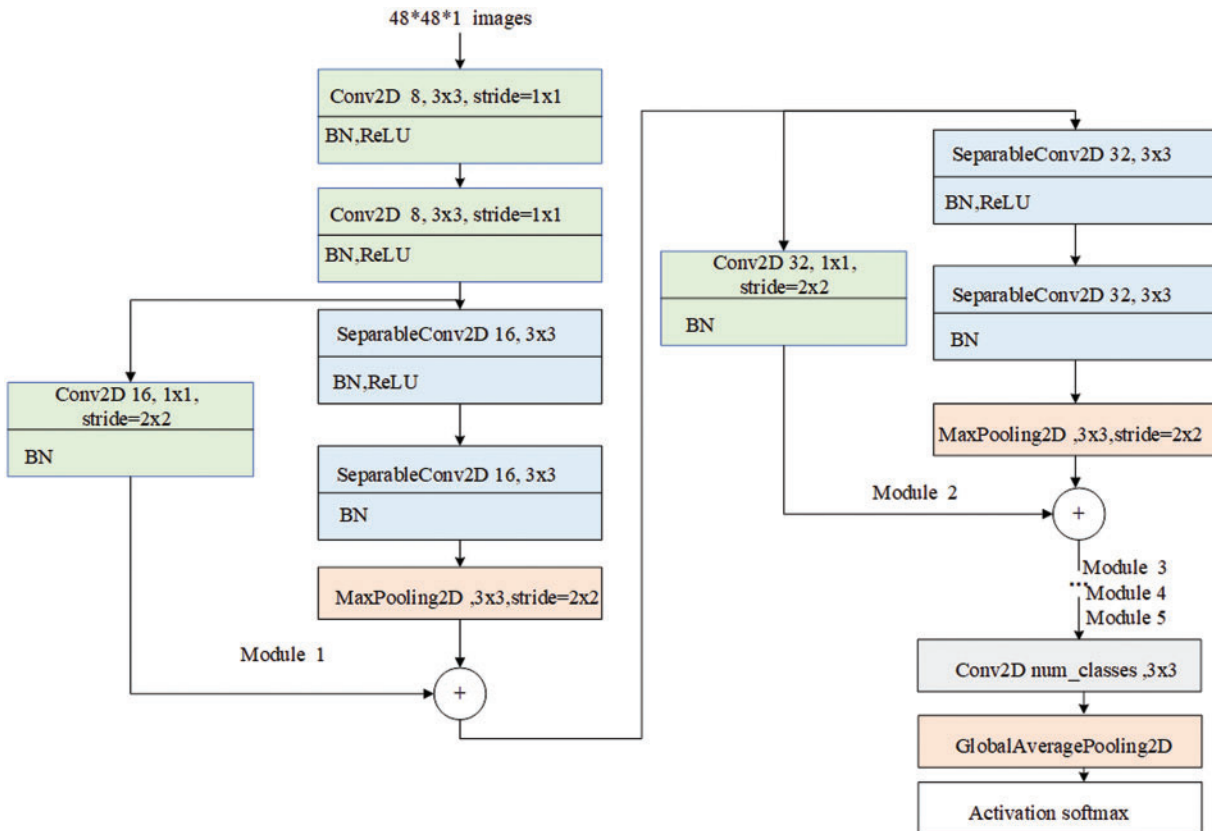 48*48*1 images
Conv2D 8, 3x3, stride=1x1
BN,ReLU
Conv2D 8, 3x3, stride=1x1
BN,ReLU
SeparableConv2D 16, 3x3
BN,ReLU
Conv2D 16, 1x1,
stride=2x2
BN
SeparableConv2D 16, 3x3
BN
MaxPooling2D ,3x3,stride=2x2
Module 1
+
SeparableConv2D 32, 3x3
BN,ReLU
Conv2D 32, 1x1,
stride=2x2
BN
SeparableConv2D 32, 3x3
BN
MaxPooling2D ,3x3,stride=2x2
Module 2
+
Module 3
...
Module 4
Module 5
Conv2D num_classes ,3x3
GlobalAveragePooling2D
Activation softmax